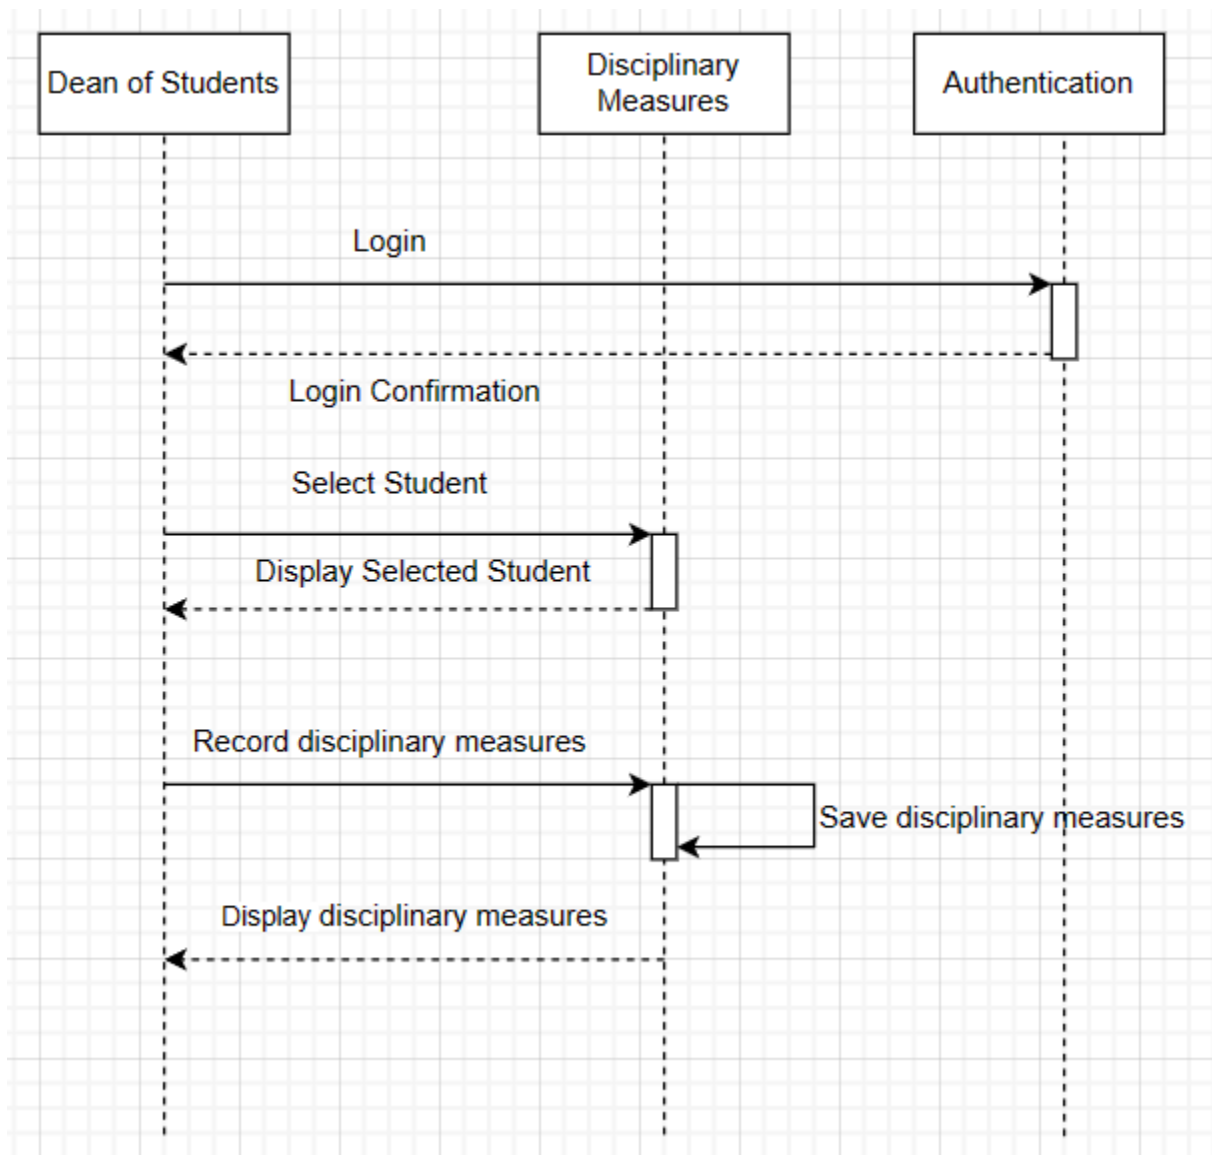 Dean of Students
Disciplinary
Measures
Authentication
Login
Login Confirmation
Select Student
Display Selected Student
Record disciplinary measures
Save disciplinary measures
Display disciplinary measures